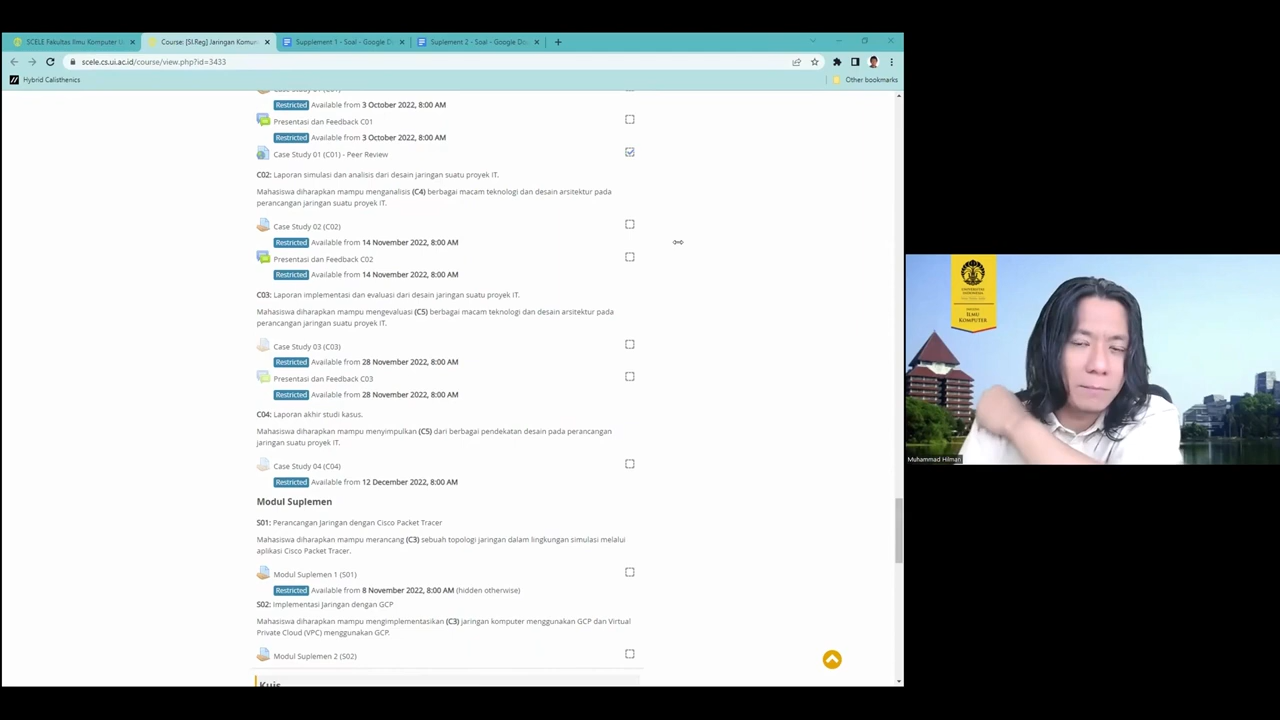 SCELE Fakultas Ilmu Komputer U
Course: [SI.Reg] Jaringan Komun
Supplement 1 - Soal - Google Do
Suplemen 2 - Soal - Google Do
scele.cs.ui.ac.id/course/view.php?id=3433
Hybrid Calisthenics
Other bookmarks
Restricted Available from 3 October 2022, 8:00 AM
Presentasi dan Feedback C01
Restricted Available from 3 October 2022, 8:00 AM
Case Study 01 (C01) - Peer Review
C02: Laporan simulasi dan analisis dari desain jaringan suatu proyek IT.
Mahasiswa diharapkan mampu menganalisis (C4) berbagai macam teknologi dan desain arsitektur pada
perancangan jaringan suatu proyek IT.
Case Study 02 (C02)
Restricted Available from 14 November 2022, 8:00 AM
Presentasi dan Feedback C02
Restricted Available from 14 November 2022, 8:00 AM
C03: Laporan implementasi dan evaluasi dari desain jaringan suatu proyek IT.
Mahasiswa diharapkan mampu mengevaluasi (C5) berbagai macam teknologi dan desain arsitektur pada
perancangan jaringan suatu proyek IT.
Case Study 03 (C03)
Restricted Available from 28 November 2022, 8:00 AM
Presentasi dan Feedback C03
Restricted Available from 28 November 2022, 8:00 AM
C04: Laporan akhir studi kasus.
Mahasiswa diharapkan mampu menyimpulkan (C5) dari berbagai pendekatan desain pada perancangan
jaringan suatu proyek IT.
Case Study 04 (C04)
Restricted Available from 12 December 2022, 8:00 AM
Modul Suplemen
S01: Perancangan Jaringan dengan Cisco Packet Tracer
Mahasiswa diharapkan mampu merancang (C3) sebuah topologi jaringan dalam lingkungan simulasi melalui
aplikasi Cisco Packet Tracer.
Modul Suplemen 1 (S01)
Restricted Available from 8 November 2022, 8:00 AM (hidden otherwise)
S02: Implementasi Jaringan dengan GCP
Mahasiswa diharapkan mampu mengimplementasikan (C3) jaringan komputer menggunakan GCP dan Virtual
Private Cloud (VPC) menggunakan GCP.
Modul Suplemen 2 (S02)
Kuis
UNIVERSITAS
INDONESIA
ILMU
KOMPUTER
Muhammad Hilman